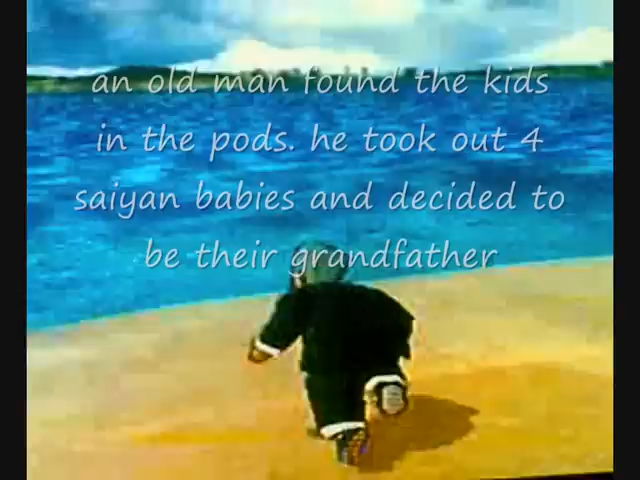 an old man found the kids
in the pods. he took out 4
saiyan babies and decided to
be their grandfather